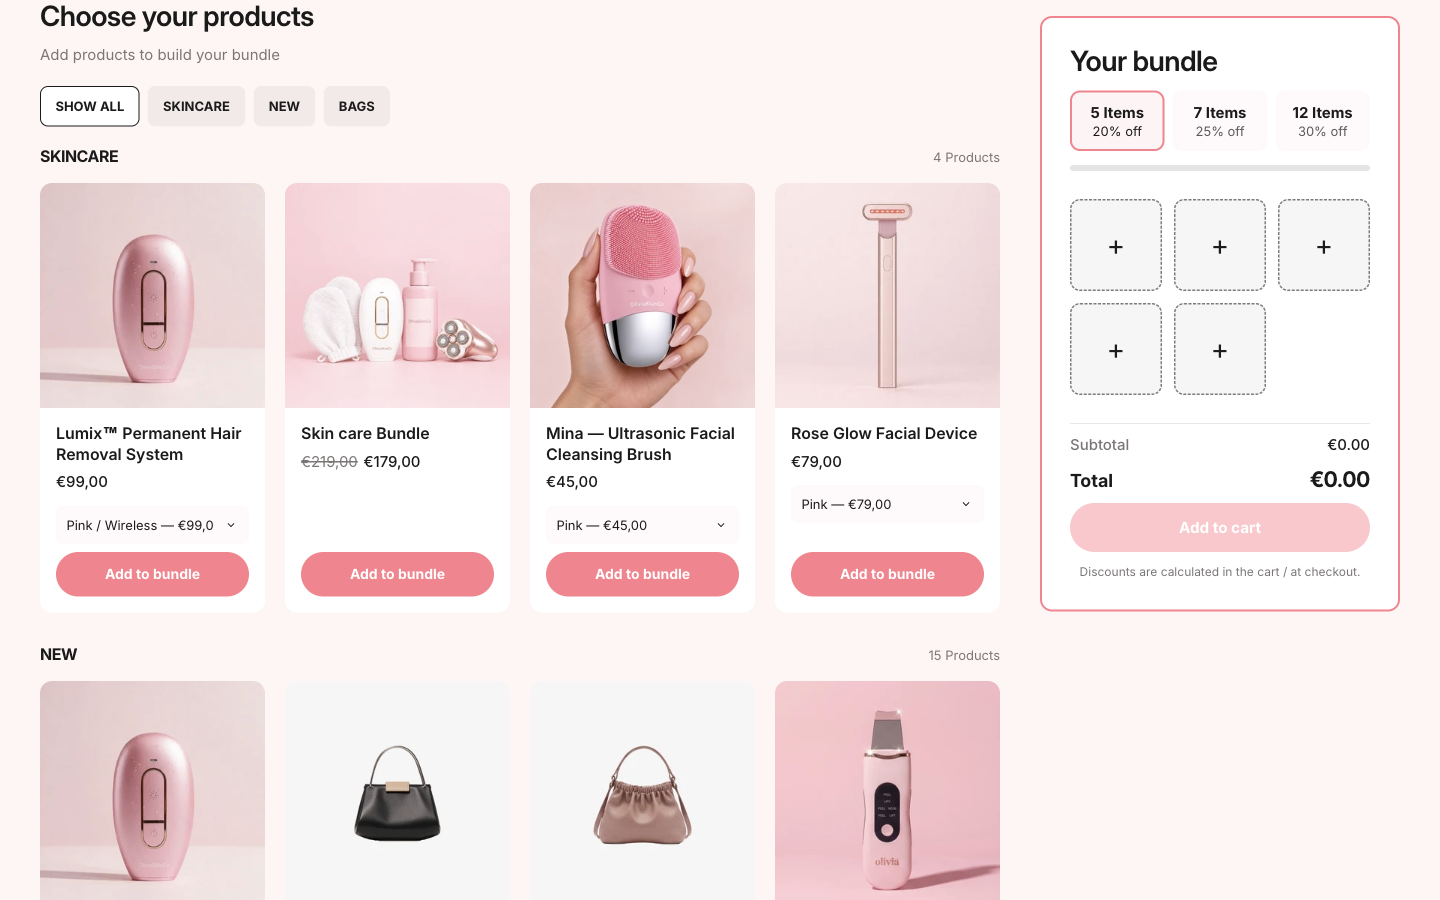 Choose your products
Add products to build your bundle
SHOW ALL
SKINCARE
NEW
BAGS
SKINCARE
4 Products
Lumix™ Permanent Hair
Removal System
€99,00
Pink / Wireless — €99,0
Add to bundle
Skin care Bundle
€219,00 €179,00
Add to bundle
Mina — Ultrasonic Facial
Cleansing Brush
€45,00
Pink — €45,00
Add to bundle
Rose Glow Facial Device
€79,00
Pink — €79,00
Add to bundle
NEW
15 Products
olivia
Your bundle
5 Items
20% off
7 Items
25% off
12 Items
30% off
+
+
+
+
+
Subtotal
€0.00
Total
€0.00
Add to cart
Discounts are calculated in the cart / at checkout.